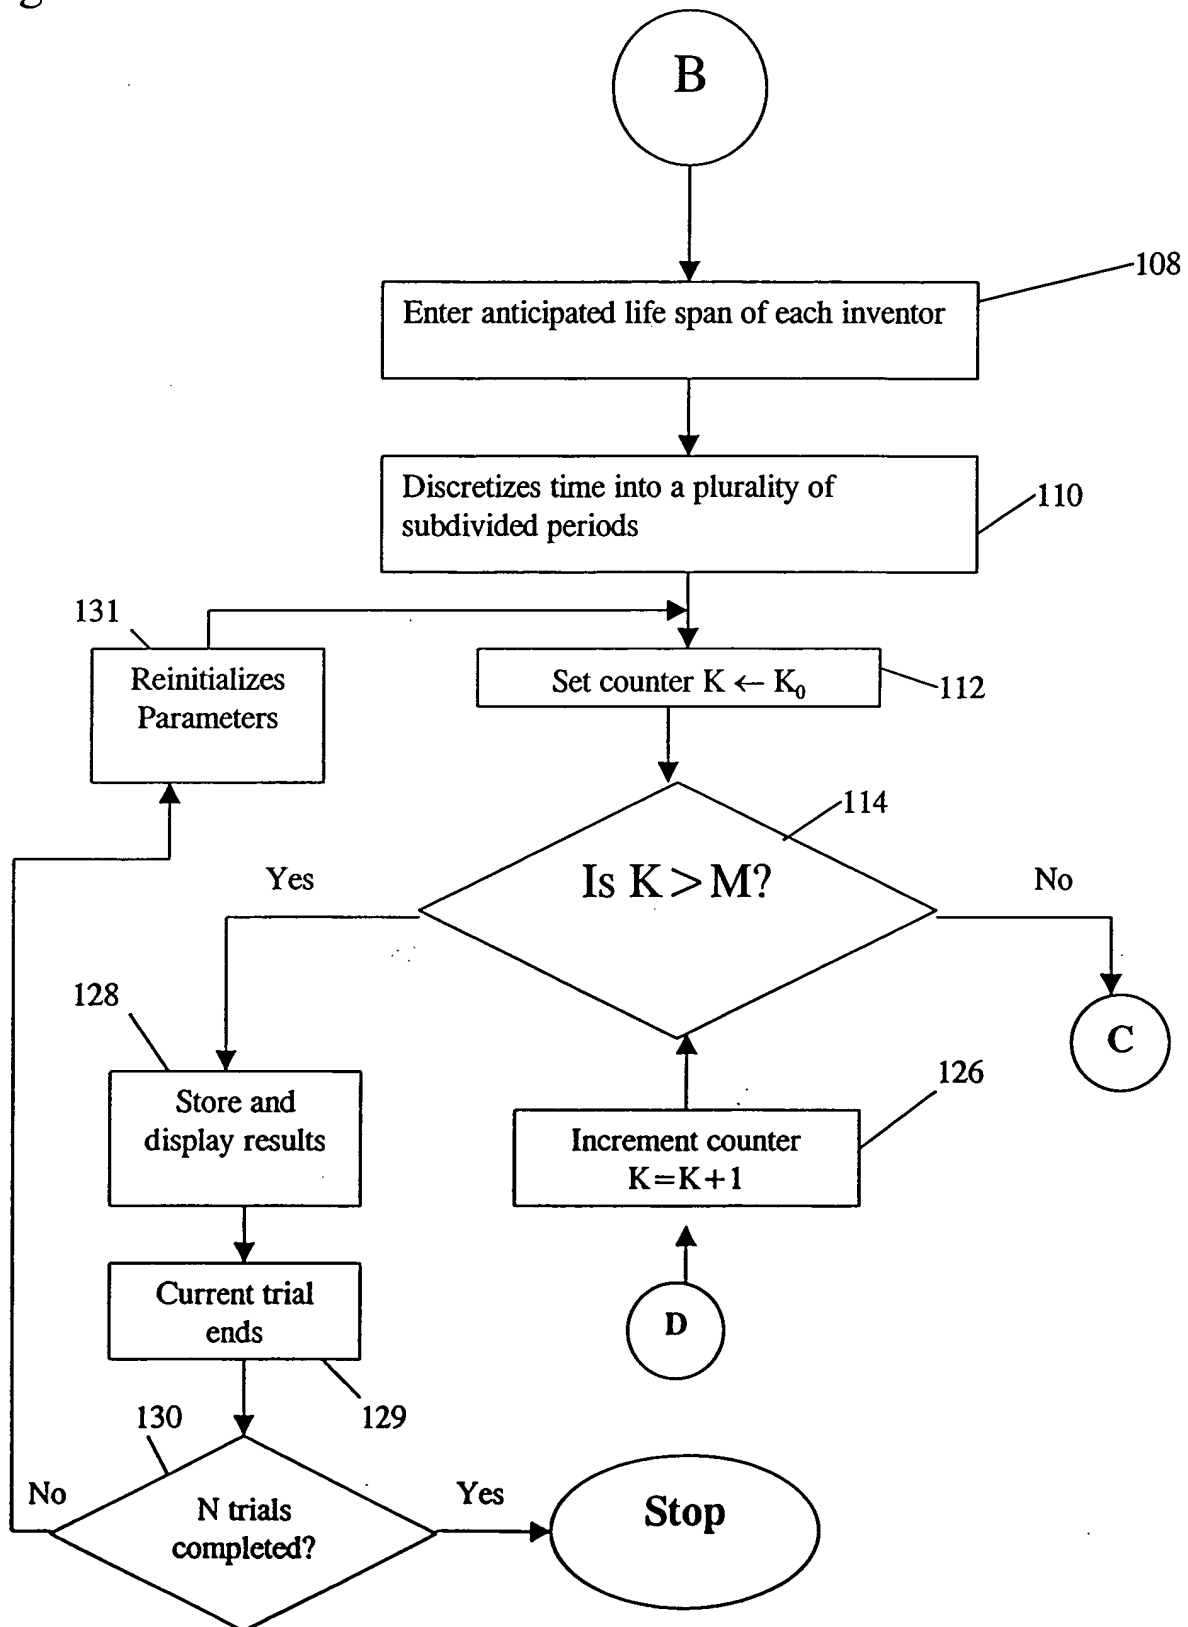 B
108
Enter anticipated life span of each inventor
Discretizes time into a plurality of
subdivided periods
110
131
Reinitializes
Parameters
Set counter K ← K₀
112
114
Is K > M?
Yes
No
128
C
Store and
display results
126
Increment counter
K=K+1
Current trial
ends
D
129
130
No
N trials
completed?
Yes
Stop